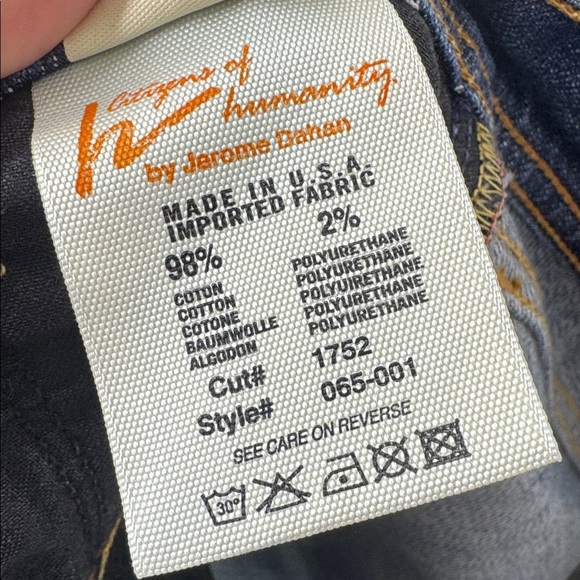 Citizens of
humanity.
by Jerome Dahan
MADE IN U.S.A.
IMPORTED FABRIC
98% 2%
COTON POLYURETHANE
COTTON POLYURETHANE
COTONE POLYURETHANE
BAUMWOLLE POLYURETHANE
ALGODON POLYURETHANE
Cut# 1752
Style# 065-001
SEE CARE ON REVERSE
30°